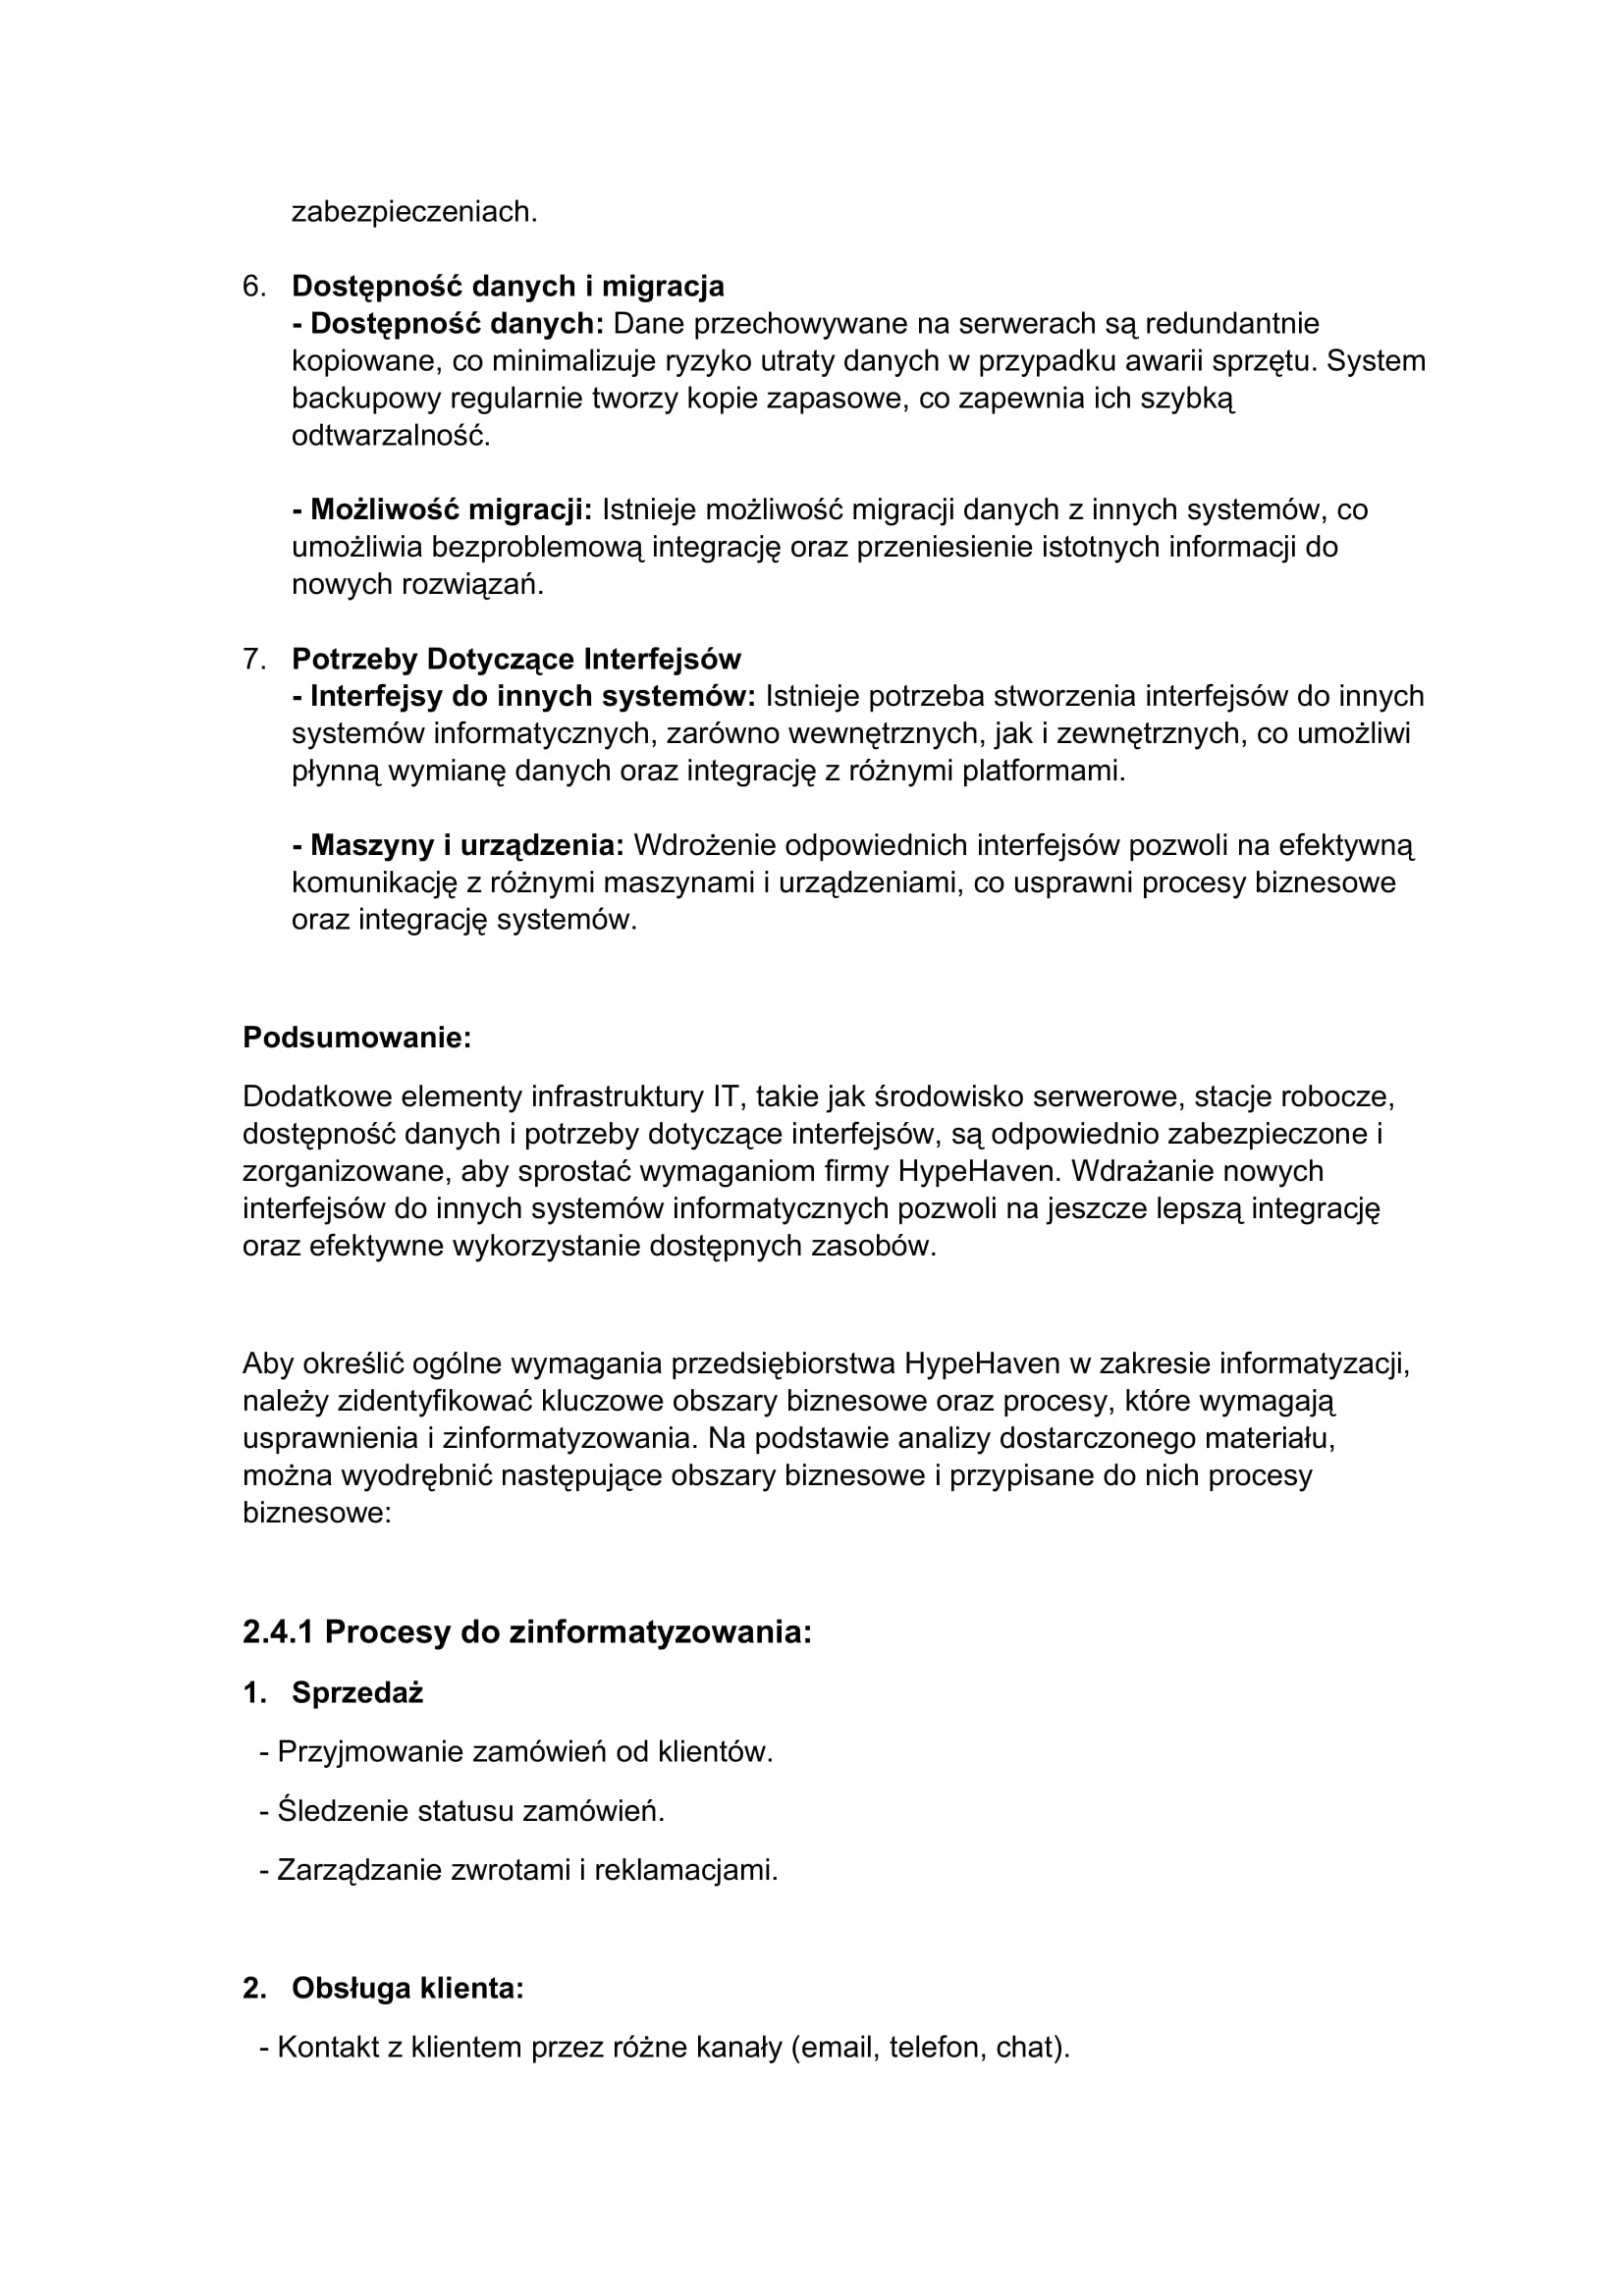 zabezpieczeniach.
6. Dostępność danych i migracja
- Dostępność danych: Dane przechowywane na serwerach są redundantnie
kopiowane, co minimalizuje ryzyko utraty danych w przypadku awarii sprzętu. System
backupowy regularnie tworzy kopie zapasowe, co zapewnia ich szybką
odtwarzalność.
- Możliwość migracji: Istnieje możliwość migracji danych z innych systemów, co
umożliwia bezproblemową integrację oraz przeniesienie istotnych informacji do
nowych rozwiązań.
7. Potrzeby Dotyczące Interfejsów
- Interfejsy do innych systemów: Istnieje potrzeba stworzenia interfejsów do innych
systemów informatycznych, zarówno wewnętrznych, jak i zewnętrznych, co umożliwi
płynną wymianę danych oraz integrację z różnymi platformami.
- Maszyny i urządzenia: Wdrożenie odpowiednich interfejsów pozwoli na efektywną
komunikację z różnymi maszynami i urządzeniami, co usprawni procesy biznesowe
oraz integrację systemów.
Podsumowanie:
Dodatkowe elementy infrastruktury IT, takie jak środowisko serwerowe, stacje robocze,
dostępność danych i potrzeby dotyczące interfejsów, są odpowiednio zabezpieczone i
zorganizowane, aby sprostać wymaganiom firmy HypeHaven. Wdrażanie nowych
interfejsów do innych systemów informatycznych pozwoli na jeszcze lepszą integrację
oraz efektywne wykorzystanie dostępnych zasobów.
Aby określić ogólne wymagania przedsiębiorstwa HypeHaven w zakresie informatyzacji,
należy zidentyfikować kluczowe obszary biznesowe oraz procesy, które wymagają
usprawnienia i zinformatyzowania. Na podstawie analizy dostarczonego materiału,
można wyodrębnić następujące obszary biznesowe i przypisane do nich procesy
biznesowe:
2.4.1 Procesy do zinformatyzowania:
1. Sprzedaż
- Przyjmowanie zamówień od klientów.
- Śledzenie statusu zamówień.
- Zarządzanie zwrotami i reklamacjami.
2. Obsługa klienta:
- Kontakt z klientem przez różne kanały (email, telefon, chat).